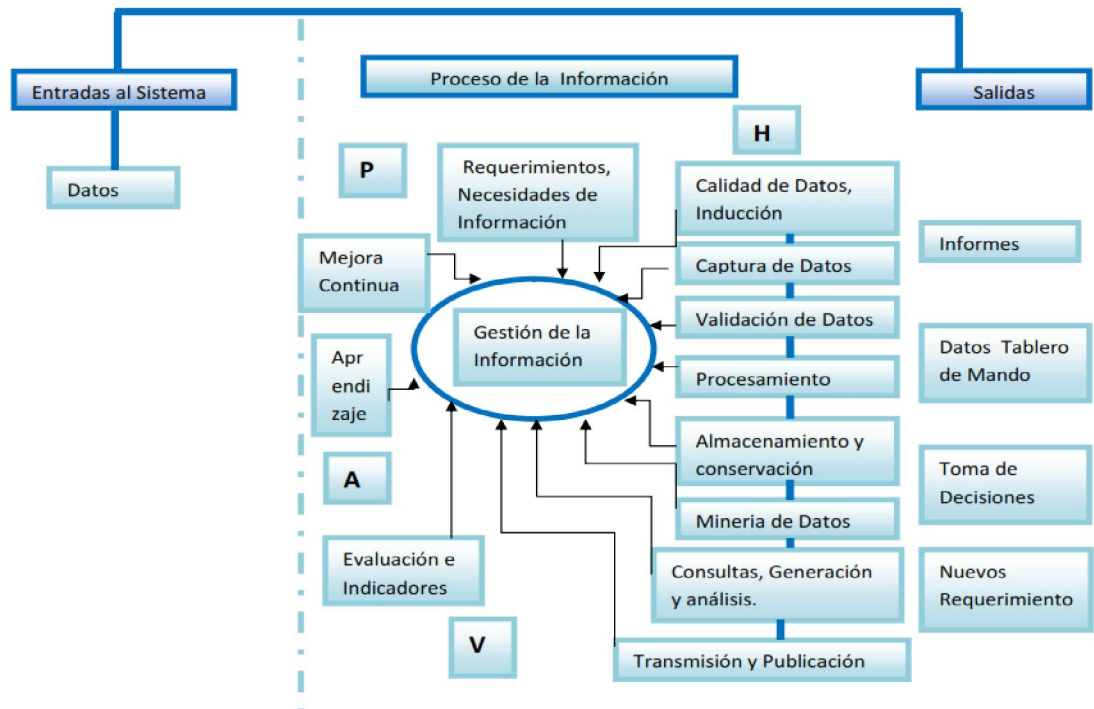 Entradas al Sistema
Datos
Proceso de la Información
P
Requerimientos,
Necesidades de
Información
H
Mejora
Continua
Gestión de la
Información
Apr
endi
zaje
A
Evaluación e
Indicadores
V
Calidad de Datos,
Inducción
Captura de Datos
Validación de Datos
Procesamiento
Almacenamiento y
conservación
Mineria de Datos
Consultas, Generación
y análisis.
Transmisión y Publicación
Salidas
Informes
Datos Tablero
de Mando
Toma de
Decisiones
Nuevos
Requerimiento